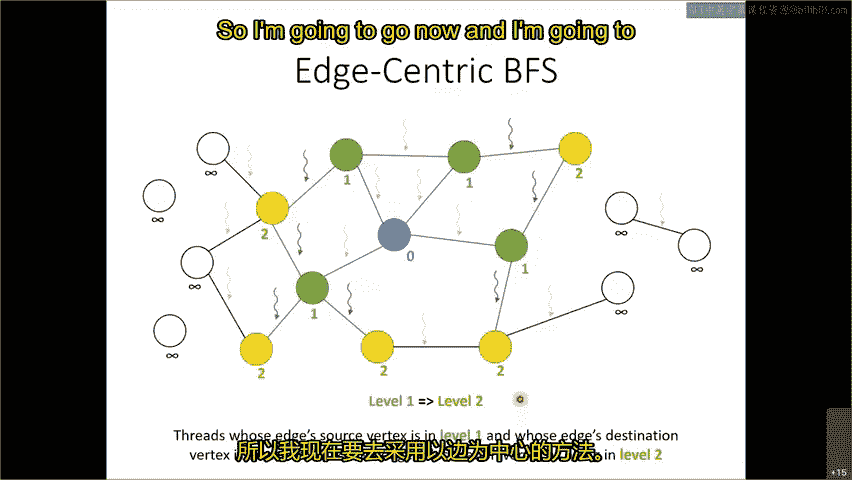 So I'm going to go now and I'm going to
Edge-Centric BFS
∞
1
1
2
∞
2
∞
0
∞
1
∞
∞
1
∞
∞
2
2
2
Level 1 => Level 2
Threads whose edge's source vertex is in level 1 and whose edge's destination
vertex i
所以我现在要去采用以边为中心的方法。
in level 2
+15